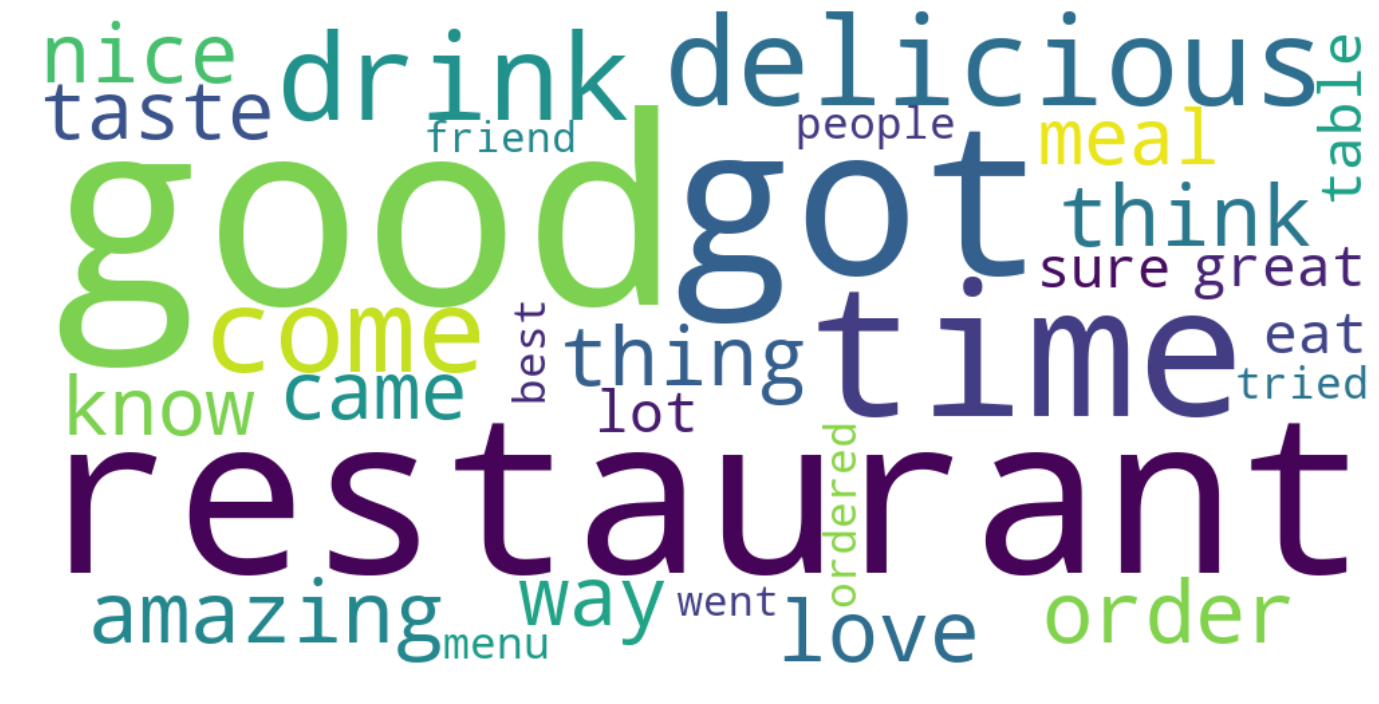 nice
drink
delicious
table
taste
friend
people
meal
good
got
think
sure
great
come
best
thing
time
eat
tried
know
came
lot
restaurant
ordered
amazing
way
went
order
menu
love